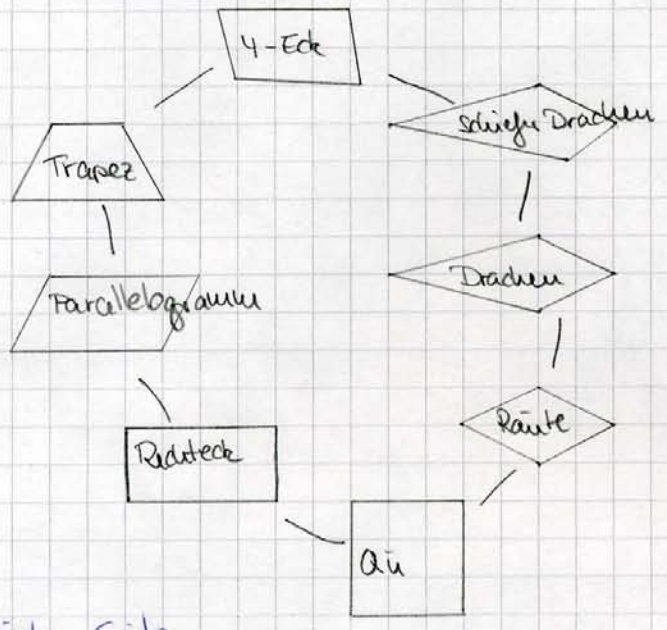 4-Eck
schiefer Drachen
Trapez
Drachen
Parallelogramm
Raute
Rechteck
Qu